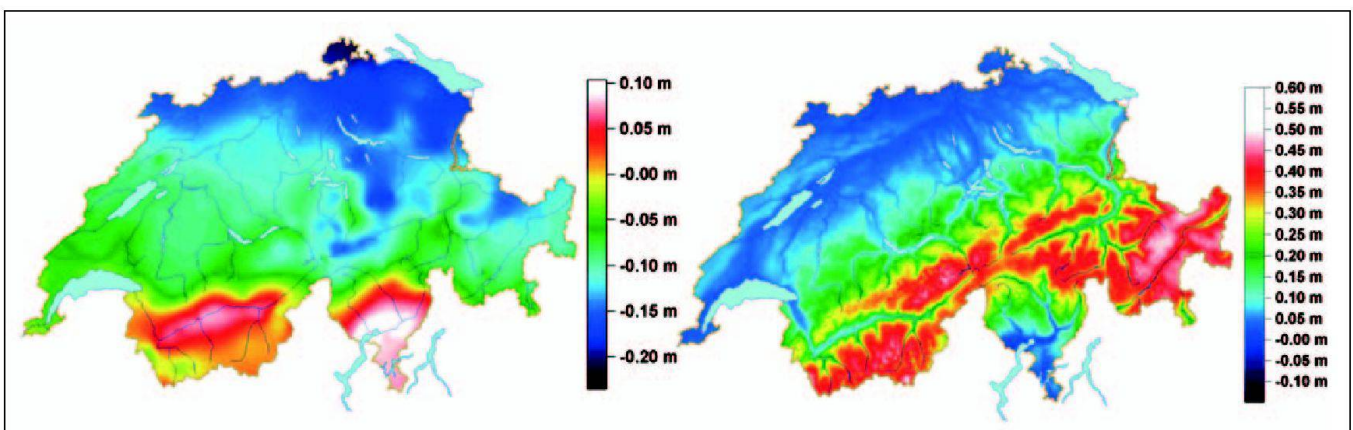 0.10 m
0.05 m
-0.00 m
-0.05 m
-0.10 m
-0.15 m
-0.20 m
0.60 m
0.55 m
0.50 m
0.45 m
0.40 m
0.35 m
0.30 m
0.25 m
0.20 m
0.15 m
0.10 m
0.05 m
-0.00 m
-0.05 m
-0.10 m